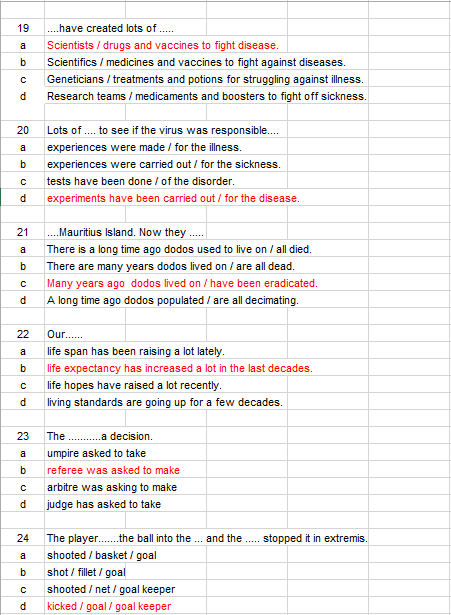 19 ....have created lots of .....
a Scientists / drugs and vaccines to fight disease.
b Scientifics / medicines and vaccines to fight against diseases.
c Geneticians / treatments and potions for struggling against illness.
d Research teams / medicaments and boosters to fight off sickness.
20 Lots of .... to see if the virus was responsible....
a experiences were made / for the illness.
b experiences were carried out / for the sickness.
c tests have been done / of the disorder.
d experiments have been carried out / for the disease.
21 ....Mauritius Island. Now they .....
a There is a long time ago dodos used to live on / all died.
b There are many years dodos lived on / are all dead.
c Many years ago dodos lived on / have been eradicated.
d A long time ago dodos populated / are all decimating.
22 Our......
a life span has been raising a lot lately.
b life expectancy has increased a lot in the last decades.
c life hopes have raised a lot recently.
d living standards are going up for a few decades.
23 The ...........a decision.
a umpire asked to take
b referee was asked to make
c arbitre was asking to make
d judge has asked to take
24 The player.......the ball into the ... and the ..... stopped it in extremis.
a shooted / basket / goal
b shot / fillet / goal
c shooted / net / goal keeper
d kicked / goal / goal keeper